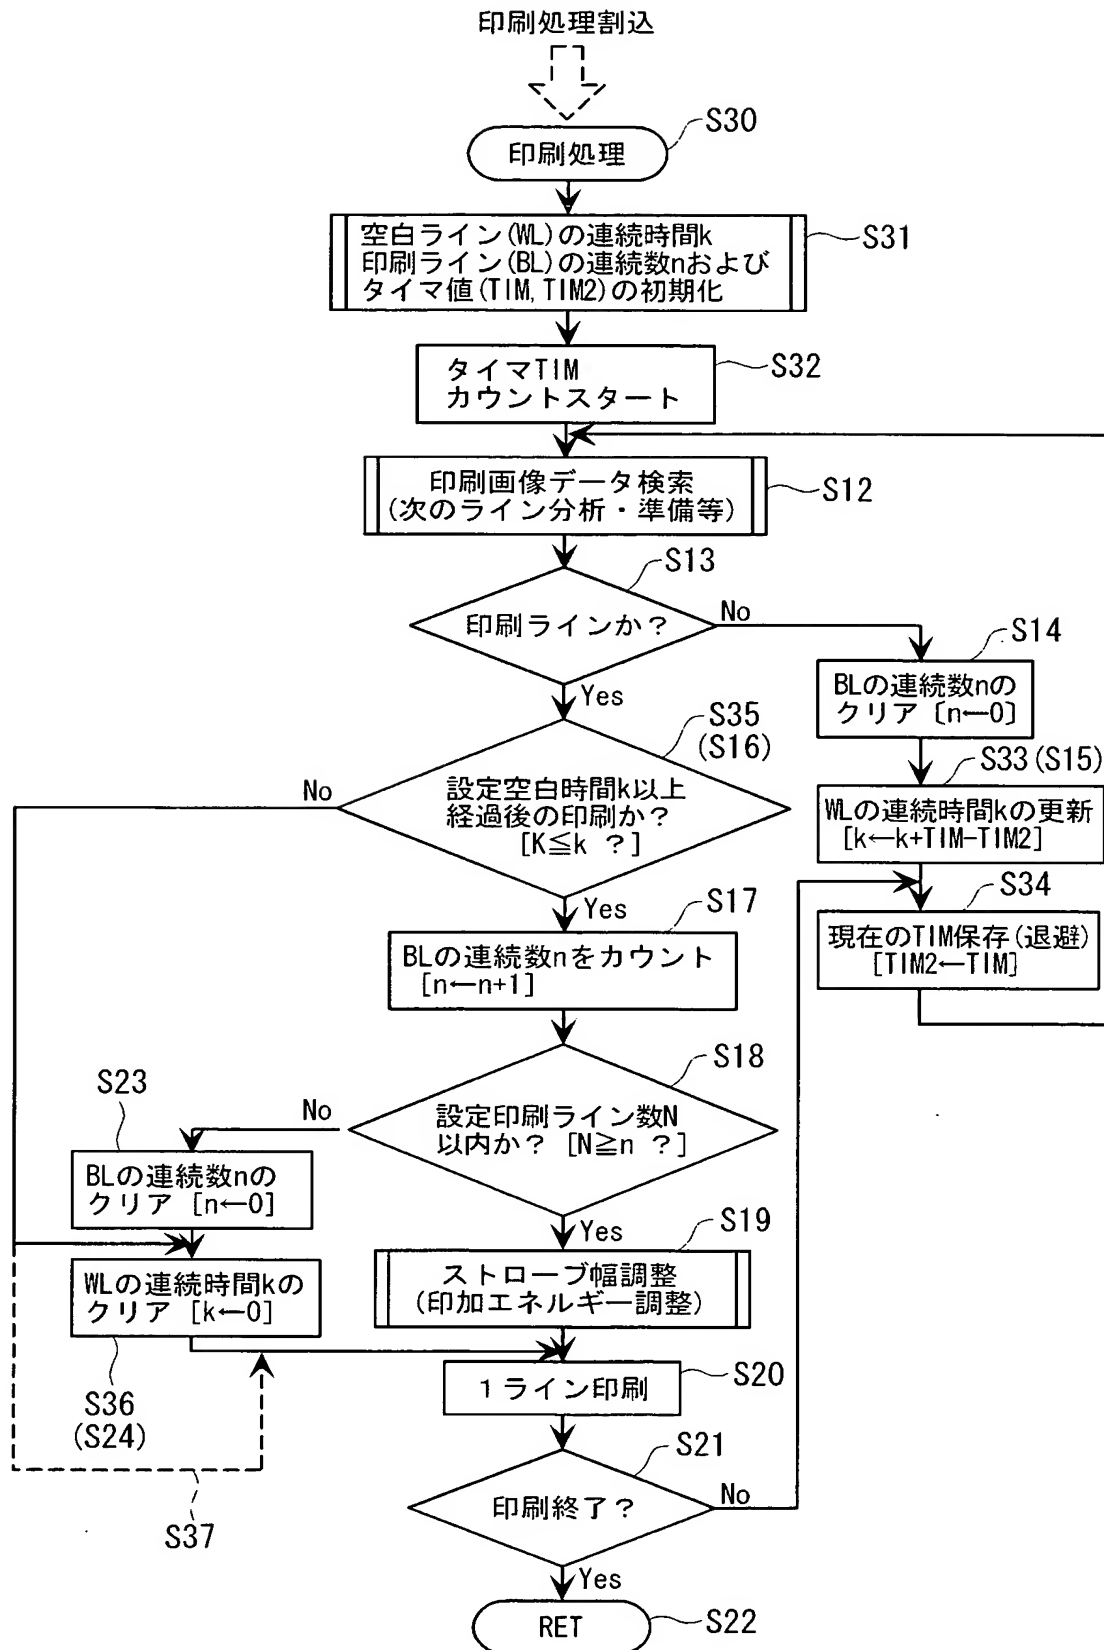 印刷処理割込
S30
印刷処理
S31
空白ライン(WL)の連続時間k
印刷ライン(BL)の連続数nおよび
タイマ値(TIM, TIM2)の初期化
S32
タイマTIM
カウントスタート
S12
印刷画像データ検索
(次のライン分析・準備等)
S13
印刷ラインか？
No
Yes
S14
BLの連続数nの
クリア [n←0]
S35
(S16)
設定空白時間k以上
経過後の印刷か？
[K≦k ?]
No
Yes
S33(S15)
WLの連続時間kの更新
[k←k+TIM-TIM2]
S34
現在のTIM保存(退避)
[TIM2←TIM]
S17
BLの連続数nをカウント
[n←n+1]
S18
設定印刷ライン数N
以内か？ [N≧n ?]
No
Yes
S23
BLの連続数nの
クリア [n←0]
S19
ストローブ幅調整
(印加エネルギー調整)
WLの連続時間kの
クリア [k←0]
S36
(S24)
S37
S20
1ライン印刷
S21
印刷終了？
No
Yes
RET
S22